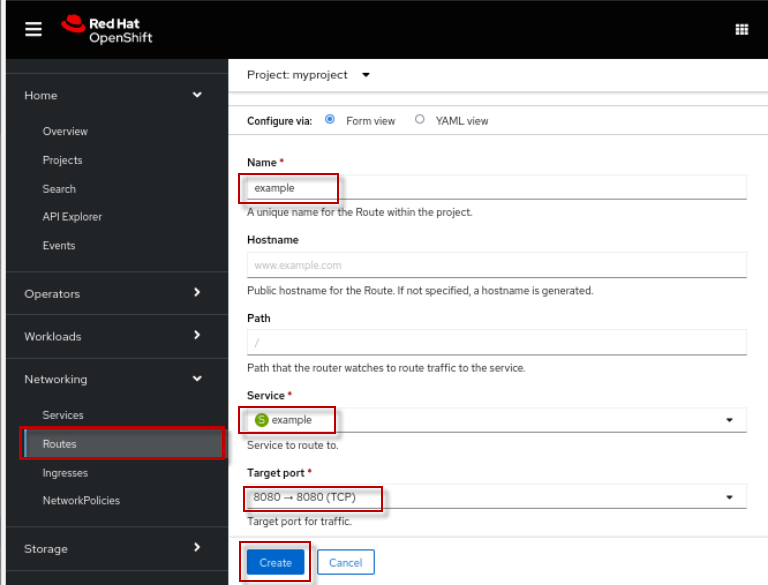 Red Hat
OpenShift
Project: myproject
Home
Overview
Projects
Search
API Explorer
Events
Operators
Workloads
Networking
Services
Routes
Ingresses
NetworkPolicies
Storage
Configure via: Form view YAML view
Name *
example
A unique name for the Route within the project.
Hostname
www.example.com
Public hostname for the Route. If not specified, a hostname is generated.
Path
/
Path that the router watches to route traffic to the service.
Service *
S example
Service to route to.
Target port *
8080 → 8080 (TCP)
Target port for traffic.
Create Cancel